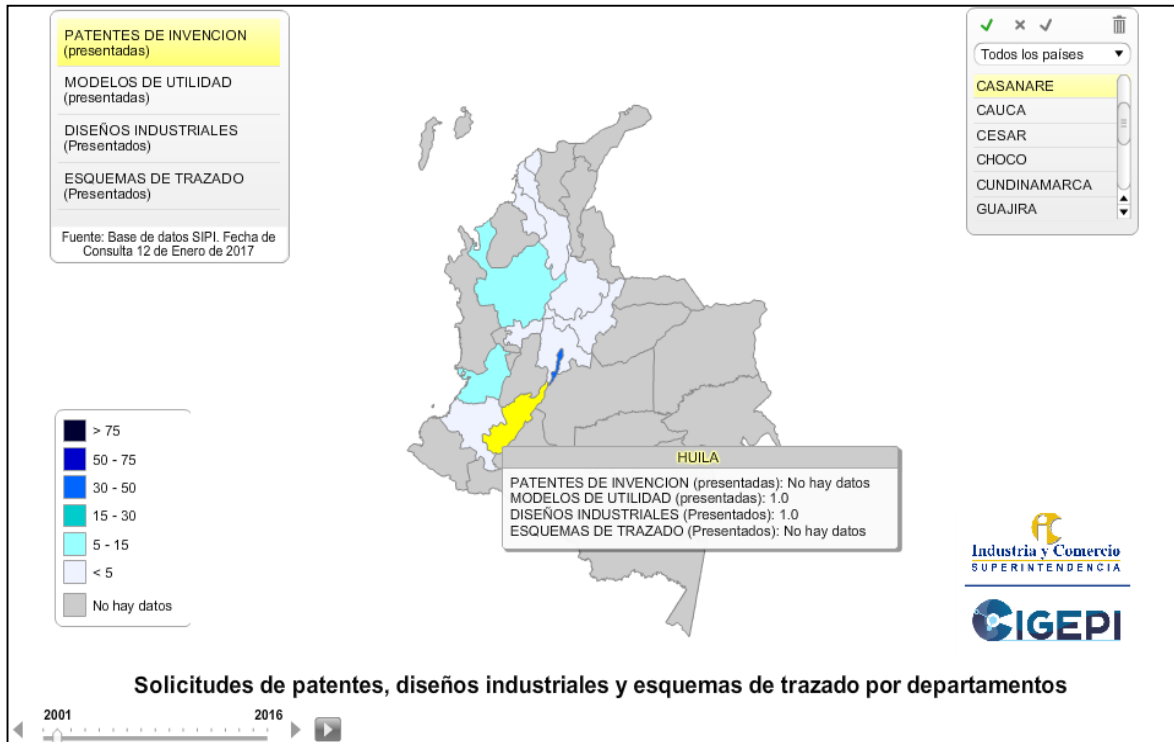 PATENTES DE INVENCION
(presentadas)
MODELOS DE UTILIDAD
(presentadas)
DISEÑOS INDUSTRIALES
(Presentados)
ESQUEMAS DE TRAZADO
(Presentados)
Fuente: Base de datos SIPI. Fecha de
Consulta 12 de Enero de 2017
Todos los países
CASANARE
CAUCA
CESAR
CHOCO
CUNDINAMARCA
GUAJIRA
> 75
50 - 75
30 - 50
15 - 30
5 - 15
< 5
No hay datos
HUILA
PATENTES DE INVENCION (presentadas): No hay datos
MODELOS DE UTILIDAD (presentadas): 1.0
DISEÑOS INDUSTRIALES (Presentados): 1.0
ESQUEMAS DE TRAZADO (Presentados): No hay datos
Industria y Comercio
SUPERINTENDENCIA
CIGEPI
Solicitudes de patentes, diseños industriales y esquemas de trazado por departamentos
2001 2016